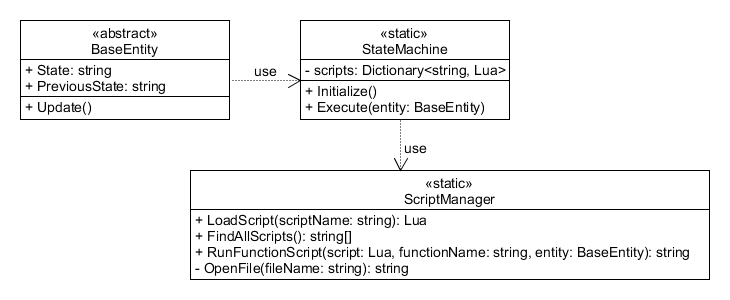 «abstract»
BaseEntity
+ State: string
+ PreviousState: string
+ Update()
use
«static»
StateMachine
- scripts: Dictionary<string, Lua>
+ Initialize()
+ Execute(entity: BaseEntity)
use
«static»
ScriptManager
+ LoadScript(scriptName: string): Lua
+ FindAllScripts(): string[]
+ RunFunctionScript(script: Lua, functionName: string, entity: BaseEntity): string
- OpenFile(fileName: string): string